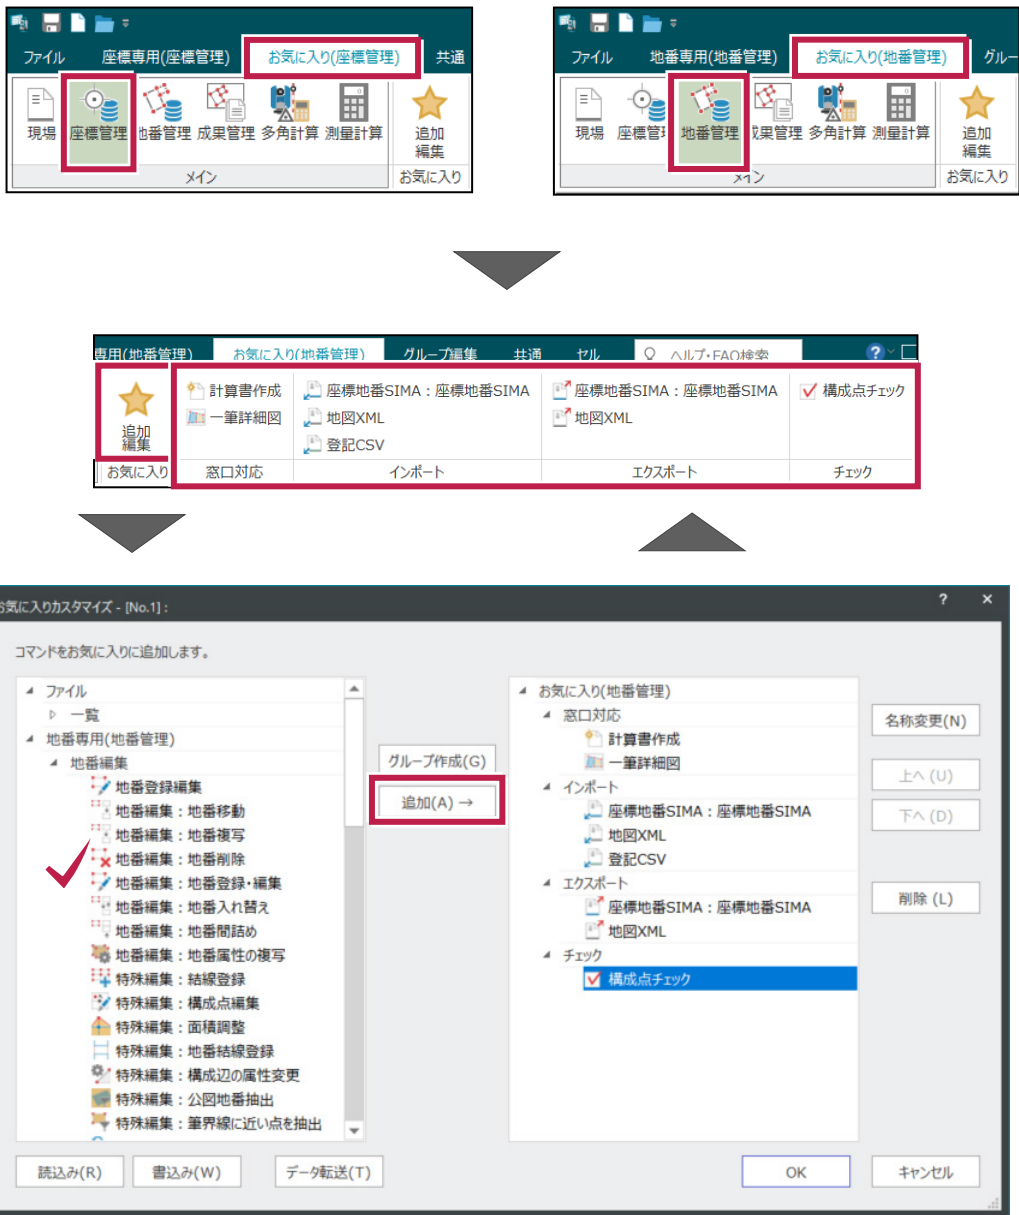 ファイル 座標専用(座標管理) お気に入り(座標管理) 共通
現場 座標管理 地番管理 成果管理 多角計算 測量計算 追加
編集
メイン お気に入り
ファイル 地番専用(地番管理) お気に入り(地番管理) グルー
現場 座標管理 地番管理 成果管理 多角計算 測量計算 追加
編集
メイン お気に入り
専用(地番管理) お気に入り(地番管理) グループ編集 共通 セル ヘルプ・FAQ検索 ?
追加
編集
お気に入り
計算書作成
一筆詳細図
窓口対応
座標地番SIMA:座標地番SIMA
地図XML
登記CSV
インポート
座標地番SIMA:座標地番SIMA
地図XML
エクスポート
構成点チェック
チェック
お気に入りカスタマイズ - [No.1] : ? ×
コマンドをお気に入りに追加します。
ファイル
一覧
地番専用(地番管理)
地番編集
地番登録編集
地番編集:地番移動
地番編集:地番複写
地番編集:地番削除
地番編集:地番登録・編集
地番編集:地番入れ替え
地番編集:地番間詰め
地番編集:地番属性の複写
特殊編集:結線登録
特殊編集:構成点編集
特殊編集:面積調整
特殊編集:地番結線登録
特殊編集:構成辺の属性変更
特殊編集:公図地番抽出
特殊編集:筆界線に近い点を抽出
グループ作成(G)
追加(A) →
お気に入り(地番管理)
窓口対応
計算書作成
一筆詳細図
インポート
座標地番SIMA:座標地番SIMA
地図XML
登記CSV
エクスポート
座標地番SIMA:座標地番SIMA
地図XML
チェック
構成点チェック
名称変更(N)
上へ (U)
下へ (D)
削除 (L)
読込み(R) 書込み(W) データ転送(T) OK キャンセル